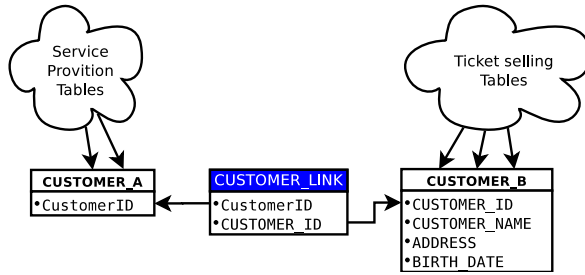 Service
Provition
Tables
Ticket selling
Tables
CUSTOMER_A
•CustomerID
CUSTOMER_LINK
•CustomerID
•CUSTOMER_ID
CUSTOMER_B
•CUSTOMER_ID
•CUSTOMER_NAME
•ADDRESS
•BIRTH_DATE